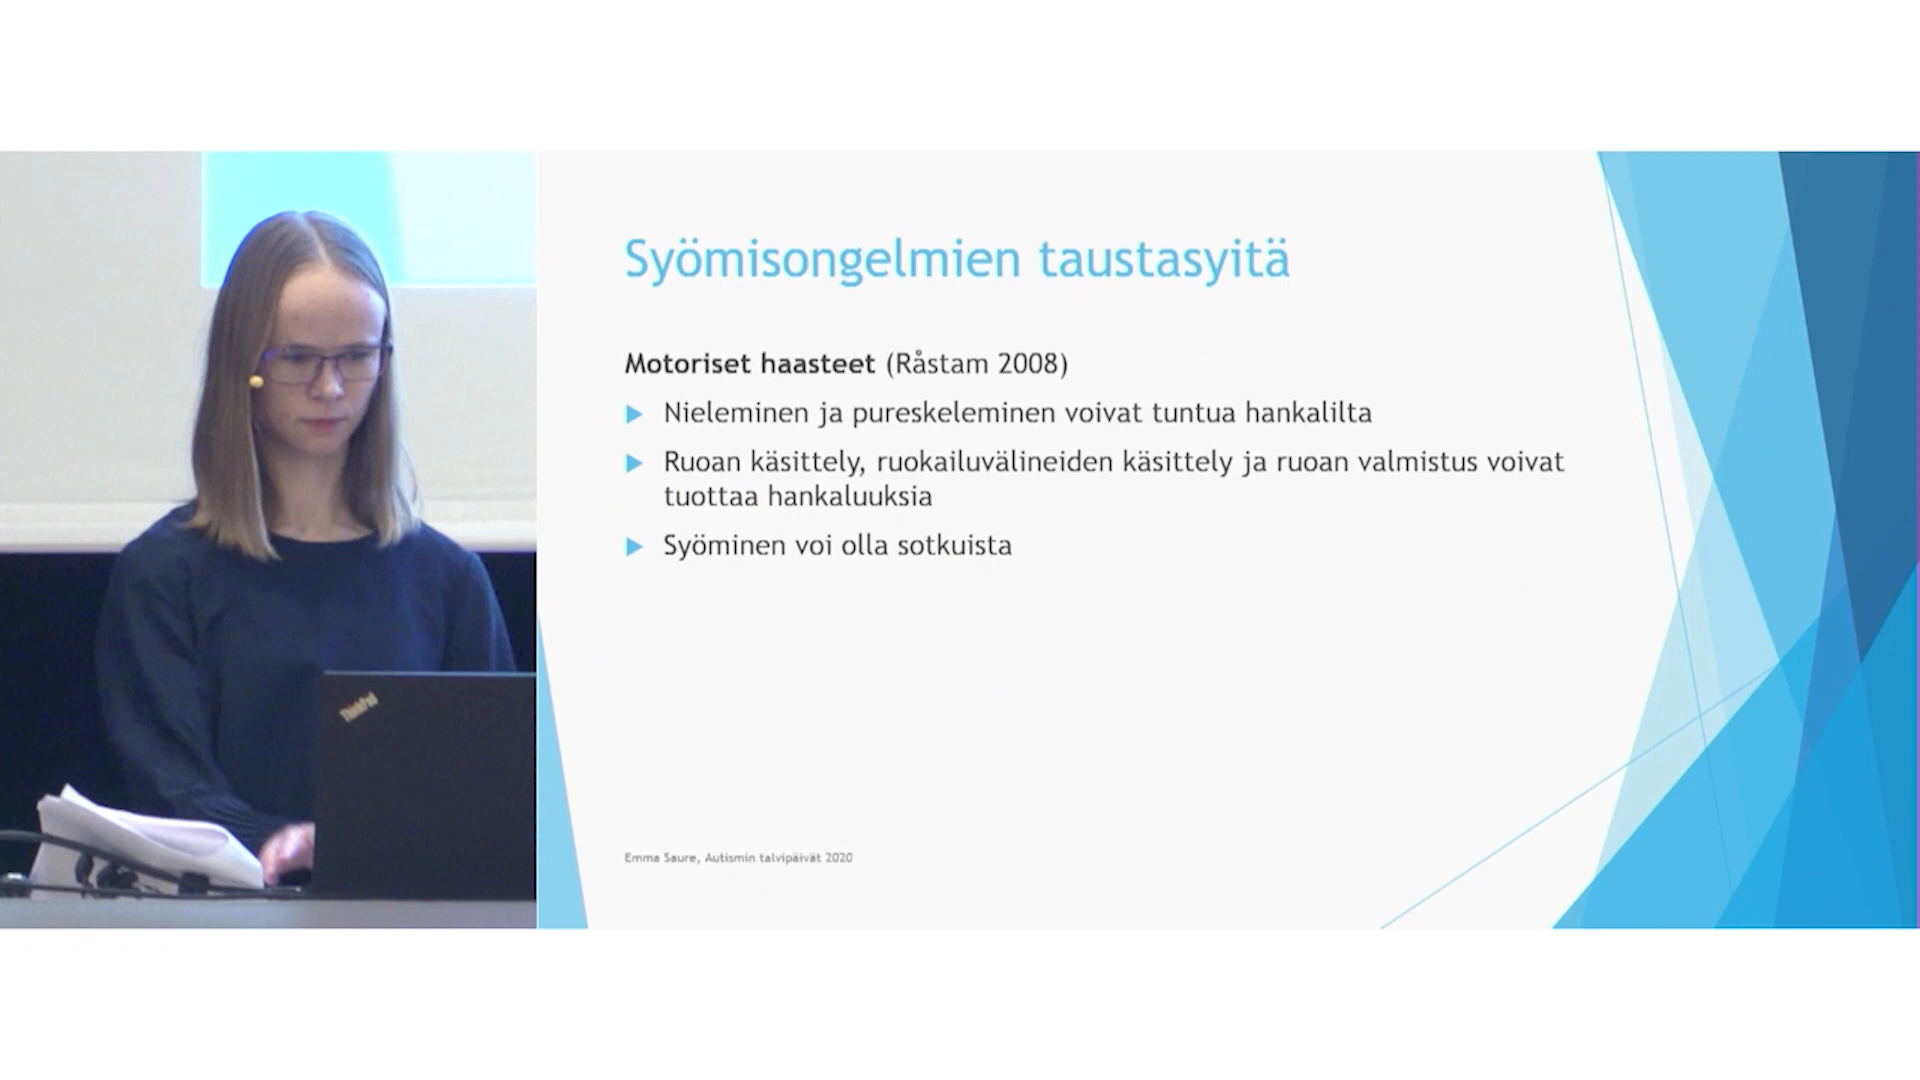 Syömisongelmien taustasyitä
Motoriset haasteet (Råstam 2008)
Nieleminen ja pureskeleminen voivat tuntua hankalilta
Ruoan käsittely, ruokailuvälineiden käsittely ja ruoan valmistus voivat
tuottaa hankaluuksia
Syöminen voi olla sotkuista
Emma Saure, Autismin talvipäivät 2020
ThinkPad